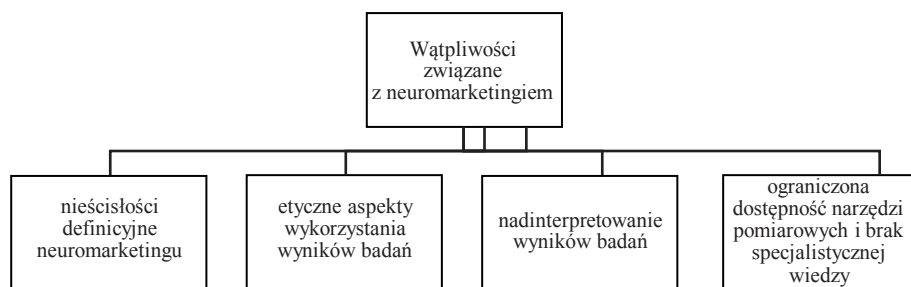 Wątpliwości
związane
z neuromarketingiem
nieścisłości
definicyjne
neuromarketingu
etyczne aspekty
wykorzystania
wyników badań
nadinterpretowanie
wyników badań
ograniczona
dostępność narzędzi
pomiarowych i brak
specjalistycznej
wiedzy